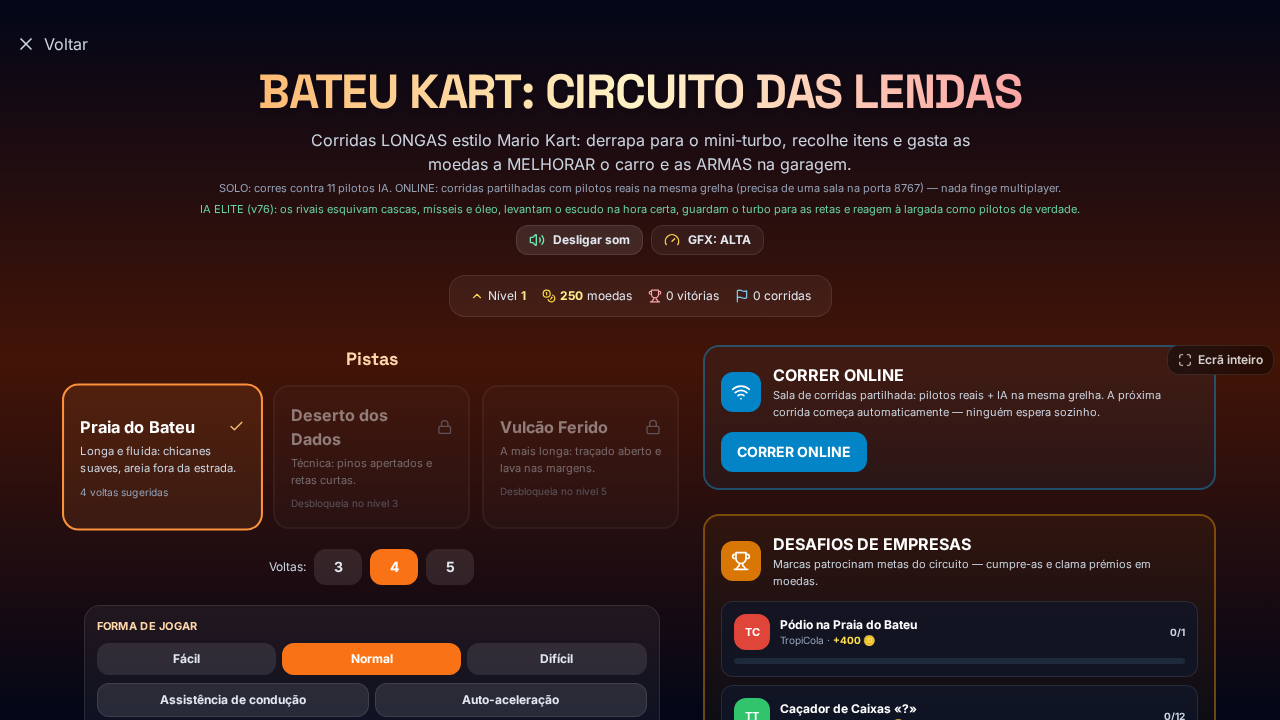 Voltar
BATEU KART: CIRCUITO DAS LENDAS
Corridas LONGAS estilo Mario Kart: derrapa para o mini-turbo, recolhe itens e gasta as
moedas a MELHORAR o carro e as ARMAS na garagem.
SOLO: corres contra 11 pilotos IA. ONLINE: corridas partilhadas com pilotos reais na mesma grelha (precisa de uma sala na porta 8767) — nada finge multiplayer.
IA ELITE (v76): os rivais esquivam cascas, mísseis e óleo, levantam o escudo na hora certa, guardam o turbo para as retas e reagem à largada como pilotos de verdade.
Desligar som
GFX: ALTA
Nível 1
250 moedas
0 vitórias
0 corridas
Pistas
Praia do Bateu
Longa e fluida: chicanes
suaves, areia fora da estrada.
4 voltas sugeridas
Deserto dos
Dados
Técnica: pinos apertados e
retas curtas.
Desbloqueia no nível 3
Vulcão Ferido
A mais longa: traçado aberto e
lava nas margens.
Desbloqueia no nível 5
Voltas:
3
4
5
FORMA DE JOGAR
Fácil
Normal
Difícil
Assistência de condução
Auto-aceleração
Ecrã inteiro
CORRER ONLINE
Sala de corridas partilhada: pilotos reais + IA na mesma grelha. A próxima
corrida começa automaticamente — ninguém espera sozinho.
CORRER ONLINE
DESAFIOS DE EMPRESAS
Marcas patrocinam metas do circuito — cumpre-as e clama prémios em
moedas.
TC
Pódio na Praia do Bateu
TropiCola · +400
0/1
TT
Caçador de Caixas «?»
0/12